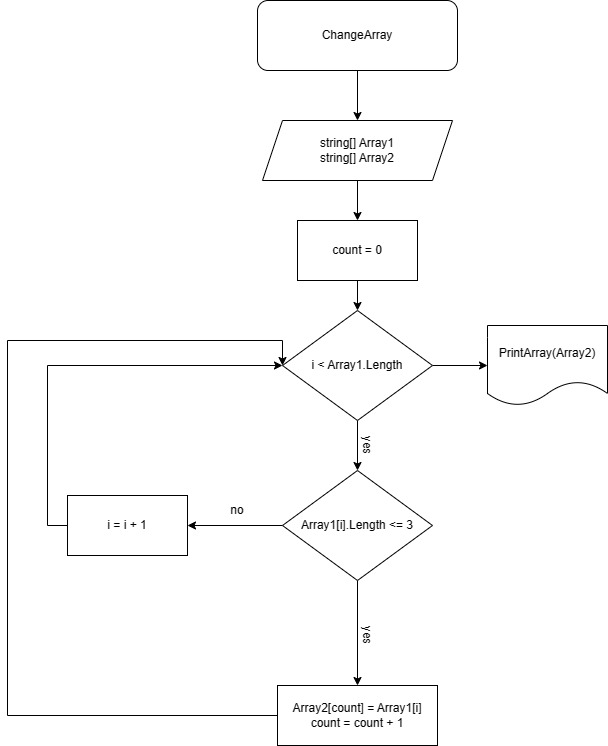 ChangeArray
string[] Array1
string[] Array2
count = 0
i < Array1.Length
PrintArray(Array2)
yes
Array1[i].Length <= 3
no
i = i + 1
yes
Array2[count] = Array1[i]
count = count + 1